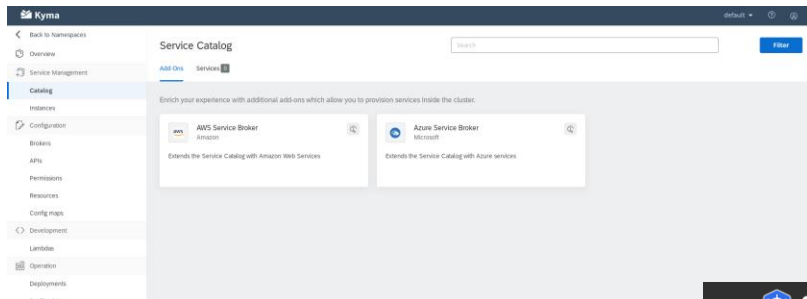 Kyma
default
Back to Namespaces
Overview
Service Management
Catalog
Instances
Configuration
Brokers
APIs
Permissions
Resources
Config maps
Development
Lambdas
Operation
Deployments
Service Catalog
Search
Filter
Add-Ons Services 0
Enrich your experience with additional add-ons which allow you to provision services inside the cluster.
aws
AWS Service Broker
Amazon
Extends the Service Catalog with Amazon Web Services
Azure Service Broker
Microsoft
Extends the Service Catalog with Azure services